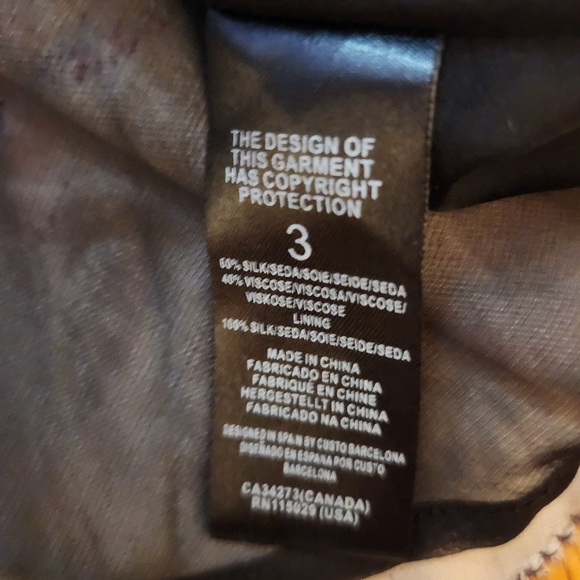 THE DESIGN OF
THIS GARMENT
HAS COPYRIGHT
PROTECTION
3
60% SILK/SEDA/SOIE/SEIDE/SEDA
40% VISCOSE/VISCOSA/VISCOSE/
VISKOSE/VISCOSE
LINING
100% SILK/SEDA/SOIE/SEIDE/SEDA
MADE IN CHINA
FABRICADO EN CHINA
FABRIQUE EN CHINE
HERGESTELLT IN CHINA
FABRICADO NA CHINA
DESIGNED IN SPAIN BY CUSTO BARCELONA
DISEÑADO EN ESPAÑA POR CUSTO
BARCELONA
CA34273(CANADA)
RN115029 (USA)